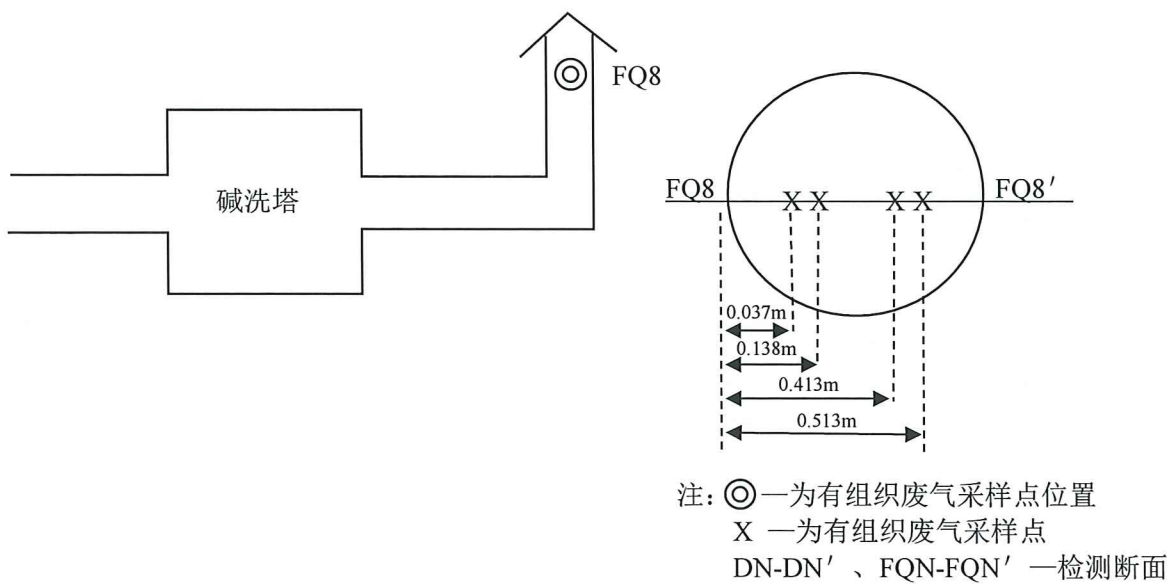 FQ8
碱洗塔
FQ8
FQ8′
X X X X
0.037m
0.138m
0.413m
0.513m
注:◎—为有组织废气采样点位置
X —为有组织废气采样点
DN-DN′、FQN-FQN′—检测断面